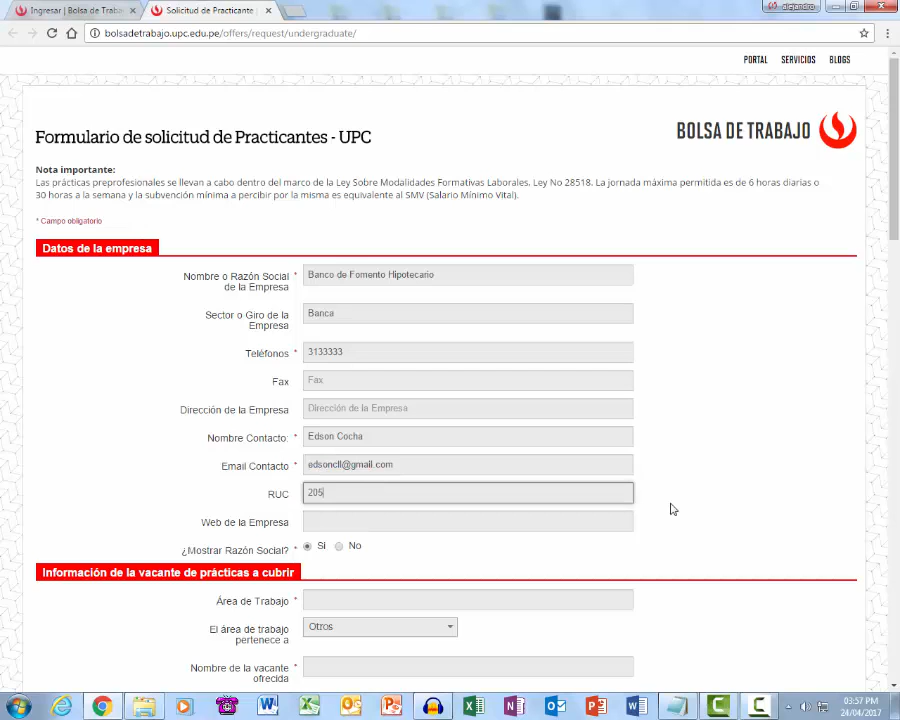 Ingresar | Bolsa de Traba
Solicitud de Practicante
alejandro
bolsadetrabajo.upc.edu.pe/offers/request/undergraduate/
PORTAL SERVICIOS BLOGS
Formulario de solicitud de Practicantes - UPC
BOLSA DE TRABAJO
Nota importante:
Las prácticas preprofesionales se llevan a cabo dentro del marco de la Ley Sobre Modalidades Formativas Laborales. Ley No 28518. La jornada máxima permitida es de 6 horas diarias o
30 horas a la semana y la subvención mínima a percibir por la misma es equivalente al SMV (Salario Mínimo Vital).
* Campo obligatorio
Datos de la empresa
Nombre o Razón Social * Banco de Fomento Hipotecario
de la Empresa
Sector o Giro de la Banca
Empresa
Teléfonos * 3133333
Fax Fax
Dirección de la Empresa Dirección de la Empresa
Nombre Contacto: * Edson Cocha
Email Contacto * edsoncll@gmail.com
RUC 205
Web de la Empresa
¿Mostrar Razón Social? * Si No
Información de la vacante de prácticas a cubrir
Área de Trabajo *
El área de trabajo Otros
pertenece a
Nombre de la vacante *
ofrecida
03:57 PM
24/04/2017